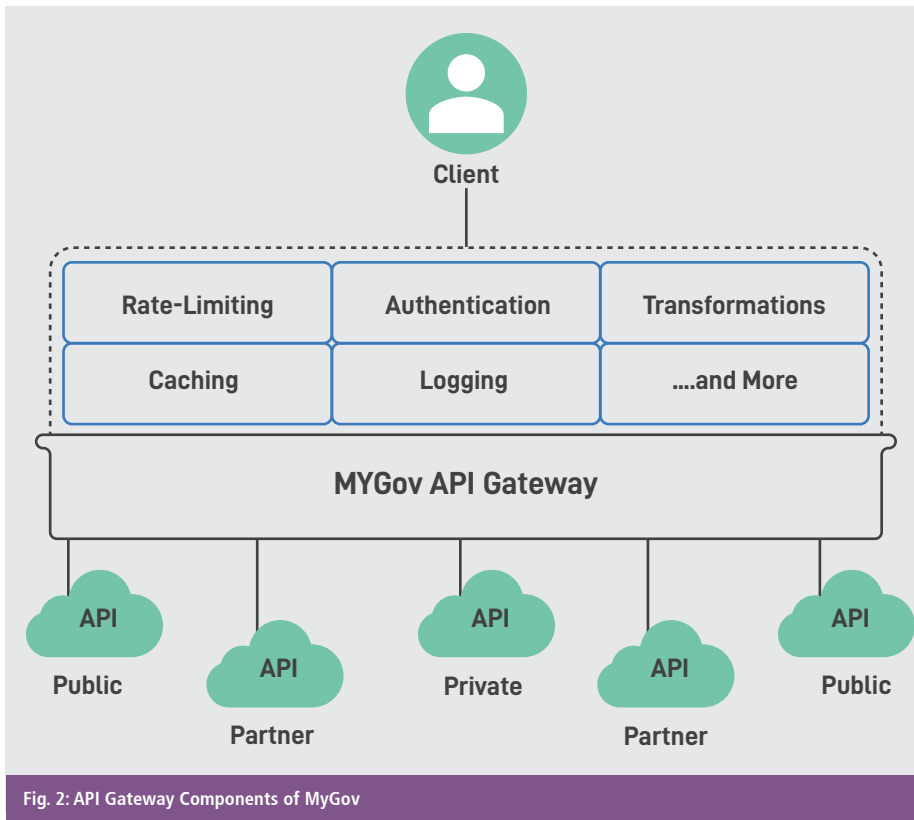 Client
Rate-Limiting
Authentication
Transformations
Caching
Logging
....and More
MYGov API Gateway
API
Public
API
Partner
API
Private
API
Partner
API
Public
Fig. 2: API Gateway Components of MyGov